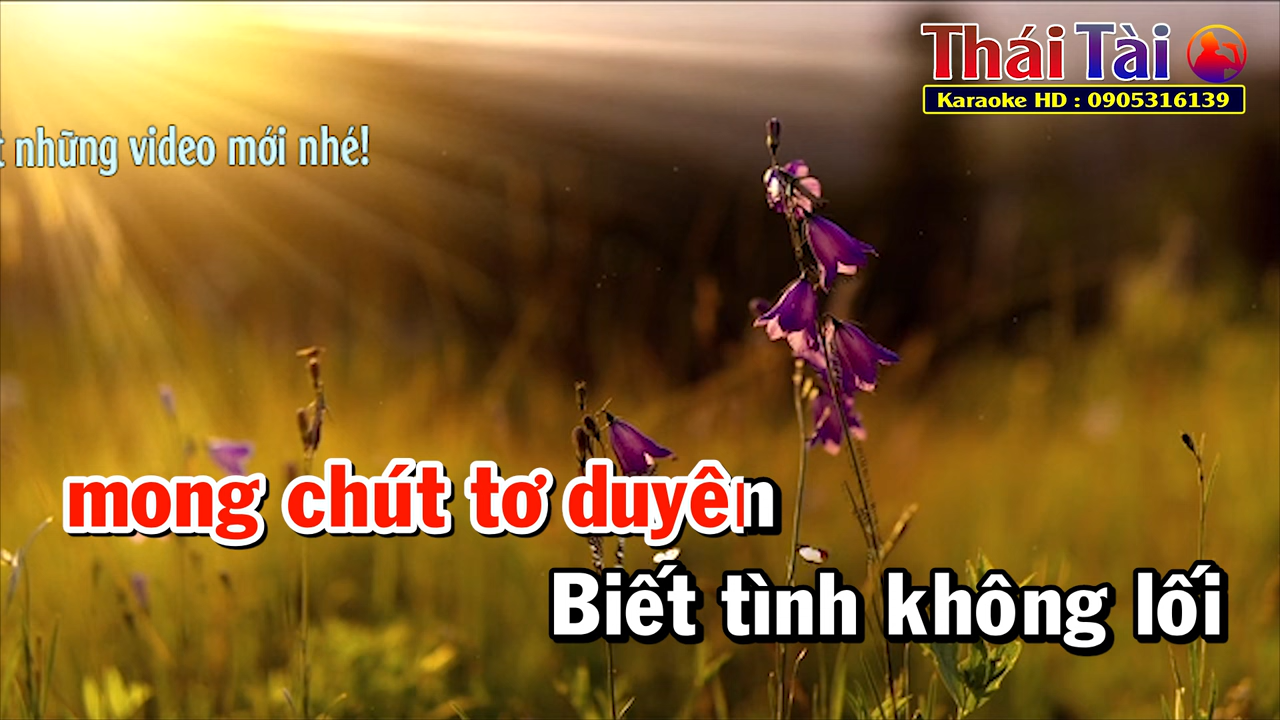 Thái Tài
Karaoke HD : 0905316139
những video mới nhé!
mong chút tơ duyên
Biết tình không lối